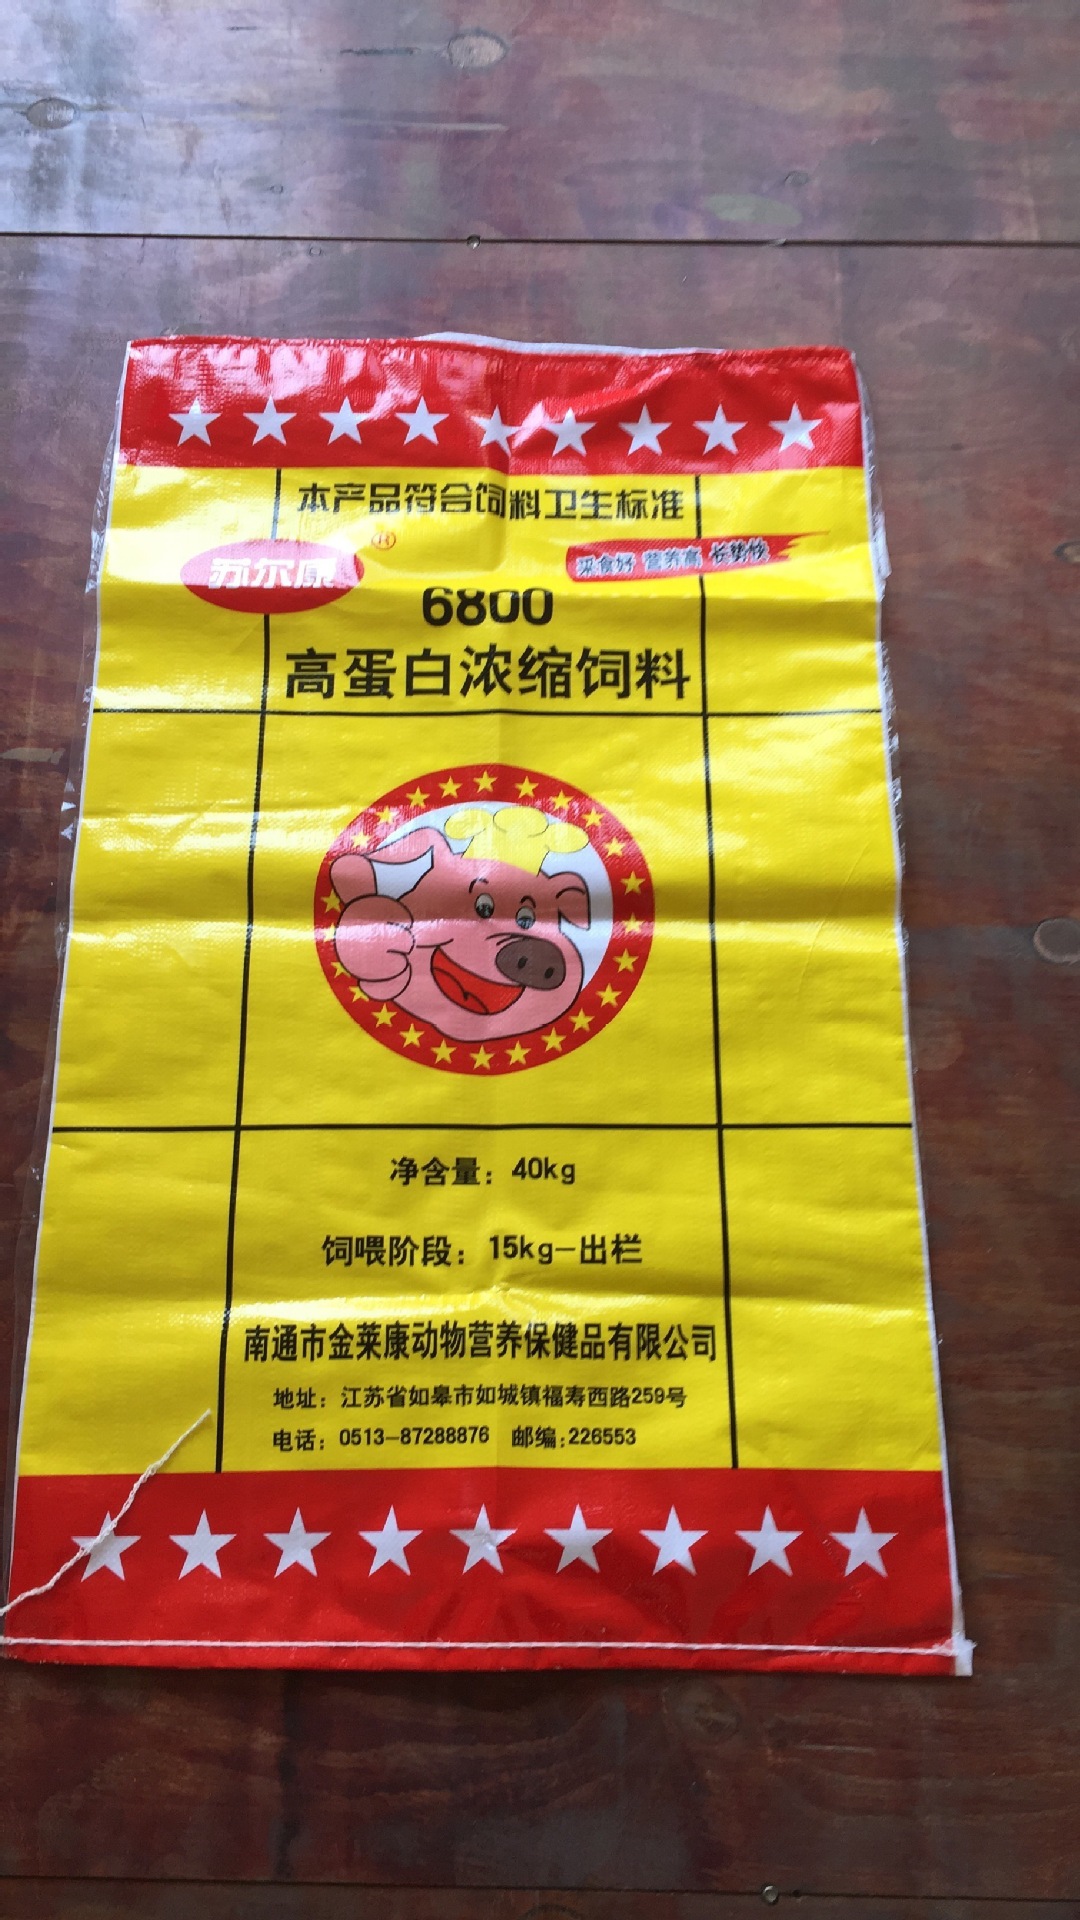 本产品符合饲料卫生标准
苏尔康®
采食好 营养高 长势快
6800
高蛋白浓缩饲料
净含量：40kg
饲喂阶段：15kg-出栏
南通市金莱康动物营养保健品有限公司
地址：江苏省如皋市如城镇福寿西路259号
电话：0513-87288876 邮编：226553